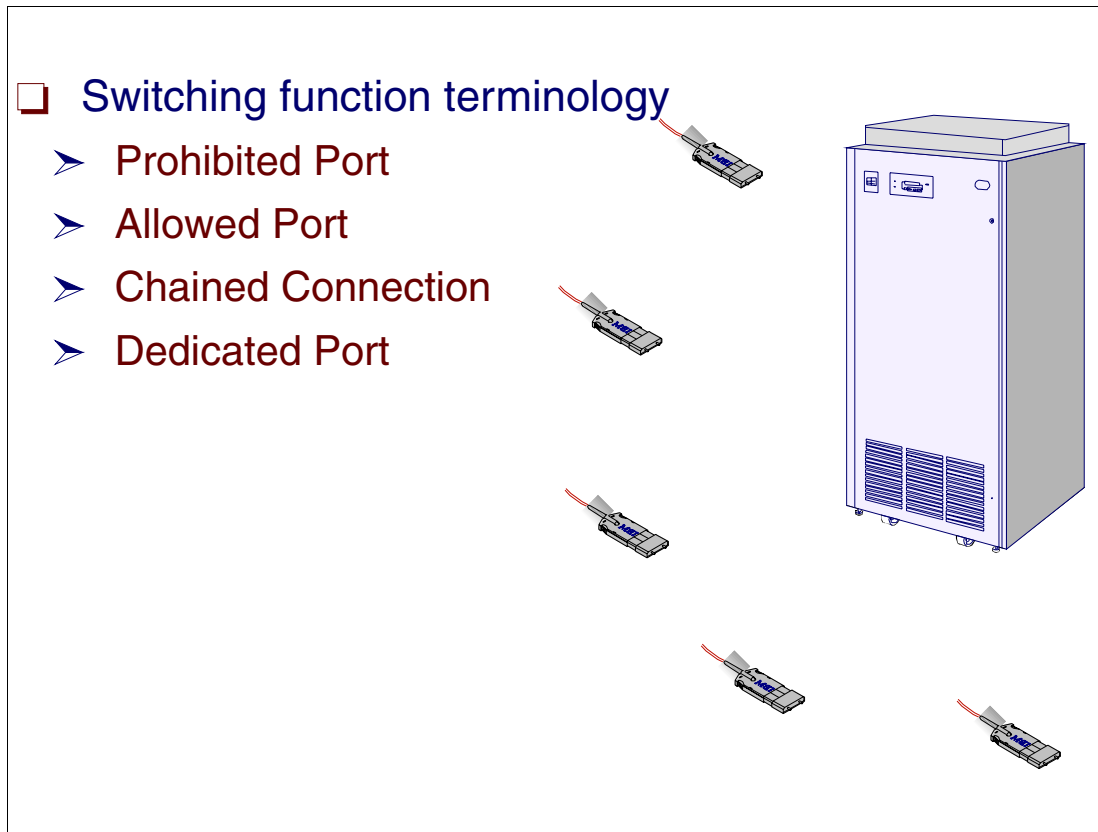 Switching function terminology
Prohibited Port
Allowed Port
Chained Connection
Dedicated Port